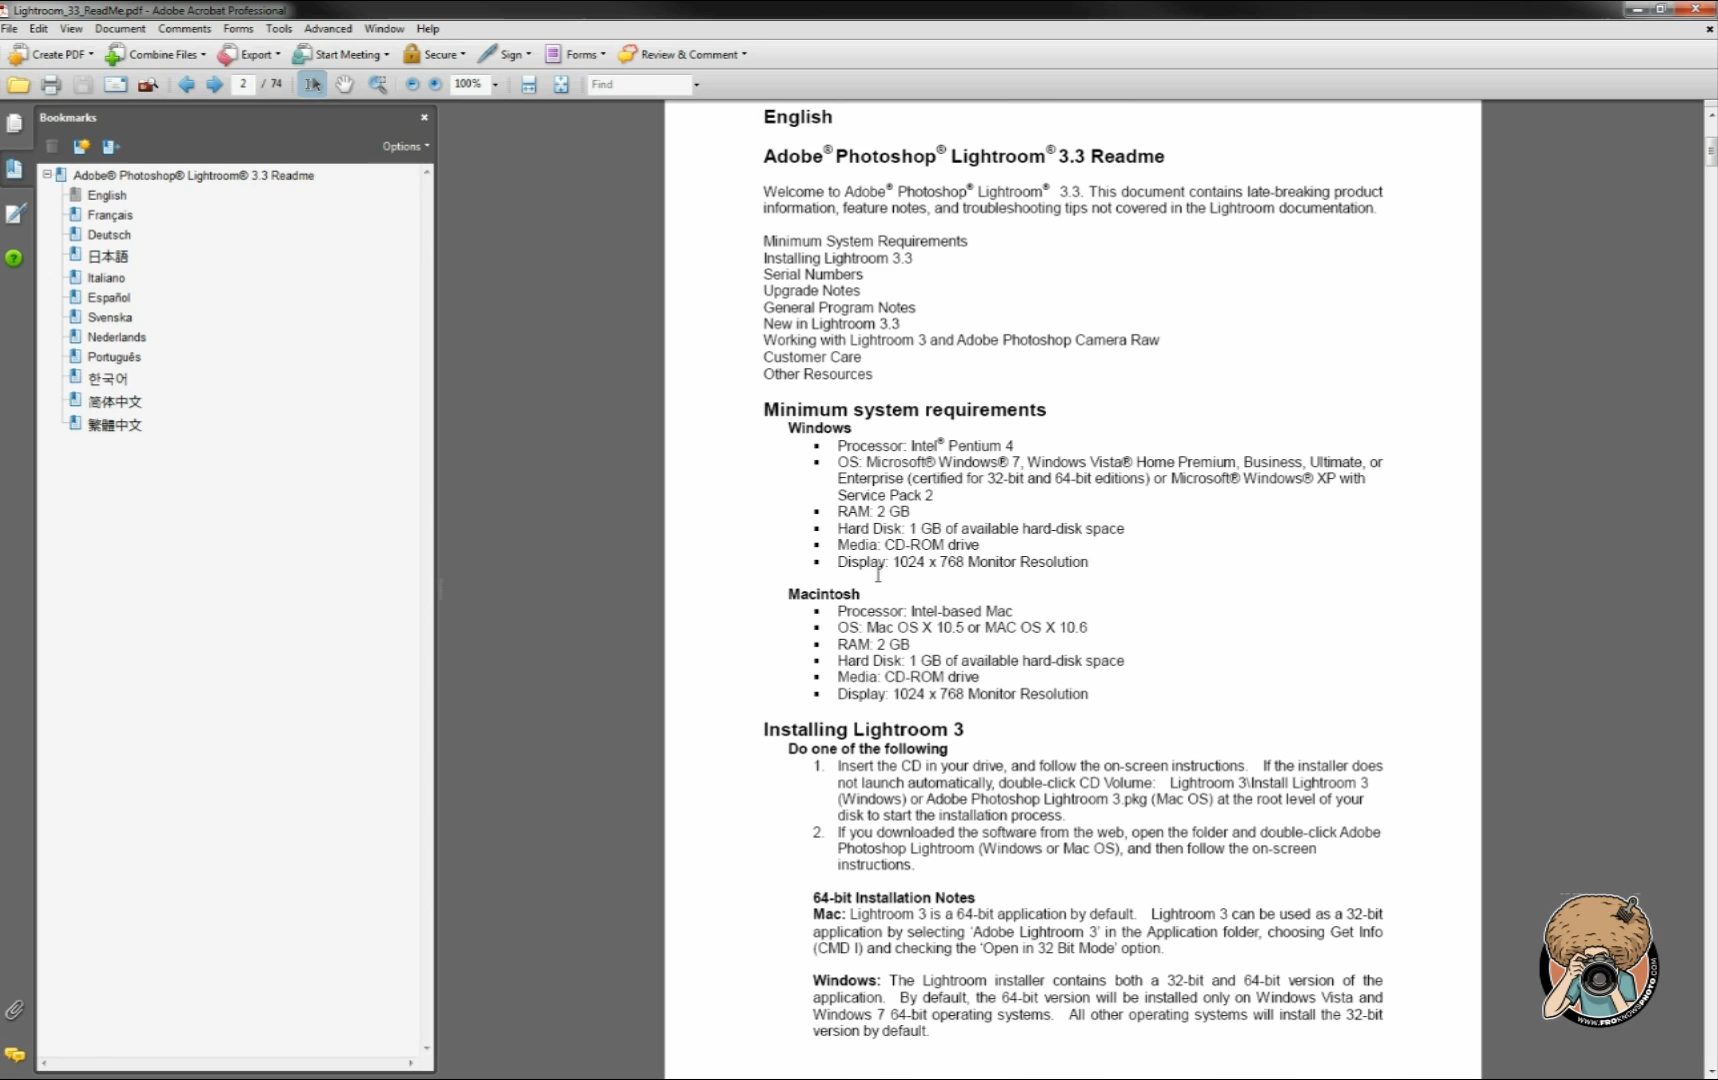 Lightroom_33_ReadMe.pdf - Adobe Acrobat Professional
File Edit View Document Comments Forms Tools Advanced Window Help
Create PDF Combine Files Export Start Meeting Secure Sign Forms Review & Comment
2 / 74 100% Find
Bookmarks
Options
Adobe® Photoshop® Lightroom® 3.3 Readme
English
Français
Deutsch
日本語
Italiano
Español
Svenska
Nederlands
Português
한국어
简体中文
繁體中文
English
Adobe® Photoshop® Lightroom® 3.3 Readme
Welcome to Adobe® Photoshop® Lightroom® 3.3. This document contains late-breaking product
information, feature notes, and troubleshooting tips not covered in the Lightroom documentation.
Minimum System Requirements
Installing Lightroom 3.3
Serial Numbers
Upgrade Notes
General Program Notes
New in Lightroom 3.3
Working with Lightroom 3 and Adobe Photoshop Camera Raw
Customer Care
Other Resources
Minimum system requirements
Windows
▪ Processor: Intel® Pentium 4
▪ OS: Microsoft® Windows® 7, Windows Vista® Home Premium, Business, Ultimate, or
Enterprise (certified for 32-bit and 64-bit editions) or Microsoft® Windows® XP with
Service Pack 2
▪ RAM: 2 GB
▪ Hard Disk: 1 GB of available hard-disk space
▪ Media: CD-ROM drive
▪ Display: 1024 x 768 Monitor Resolution
Macintosh
▪ Processor: Intel-based Mac
▪ OS: Mac OS X 10.5 or MAC OS X 10.6
▪ RAM: 2 GB
▪ Hard Disk: 1 GB of available hard-disk space
▪ Media: CD-ROM drive
▪ Display: 1024 x 768 Monitor Resolution
Installing Lightroom 3
Do one of the following
1. Insert the CD in your drive, and follow the on-screen instructions. If the installer does
not launch automatically, double-click CD Volume: Lightroom 3\Install Lightroom 3
(Windows) or Adobe Photoshop Lightroom 3.pkg (Mac OS) at the root level of your
disk to start the installation process.
2. If you downloaded the software from the web, open the folder and double-click Adobe
Photoshop Lightroom (Windows or Mac OS), and then follow the on-screen
instructions.
64-bit Installation Notes
Mac: Lightroom 3 is a 64-bit application by default. Lightroom 3 can be used as a 32-bit
application by selecting 'Adobe Lightroom 3' in the Application folder, choosing Get Info
(CMD I) and checking the 'Open in 32 Bit Mode' option.
Windows: The Lightroom installer contains both a 32-bit and 64-bit version of the
application. By default, the 64-bit version will be installed only on Windows Vista and
Windows 7 64-bit operating systems. All other operating systems will install the 32-bit
version by default.
WWW.FROKNOWSPHOTO.COM